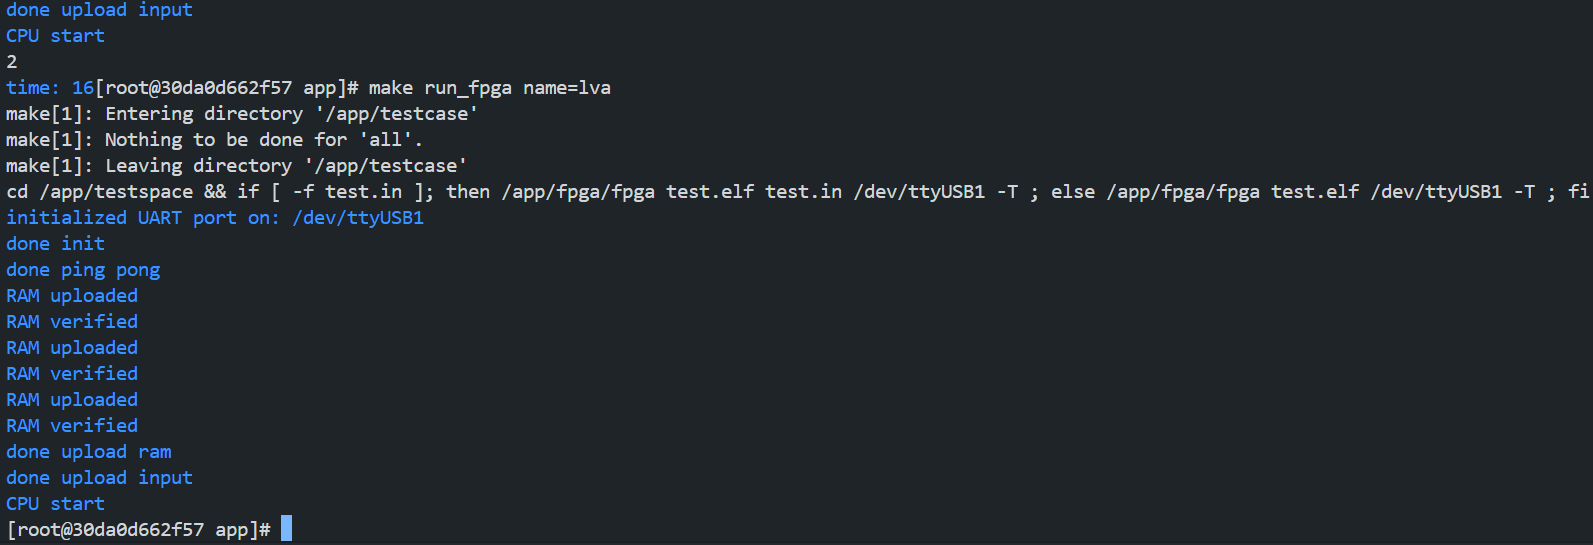 done upload input
CPU start
2
time: 16[root@30da0d662f57 app]# make run_fpga name=lva
make[1]: Entering directory '/app/testcase'
make[1]: Nothing to be done for 'all'.
make[1]: Leaving directory '/app/testcase'
cd /app/testspace && if [ -f test.in ]; then /app/fpga/fpga test.elf test.in /dev/ttyUSB1 -T ; else /app/fpga/fpga test.elf /dev/ttyUSB1 -T ; fi
initialized UART port on: /dev/ttyUSB1
done init
done ping pong
RAM uploaded
RAM verified
RAM uploaded
RAM verified
RAM uploaded
RAM verified
done upload ram
done upload input
CPU start
[root@30da0d662f57 app]#